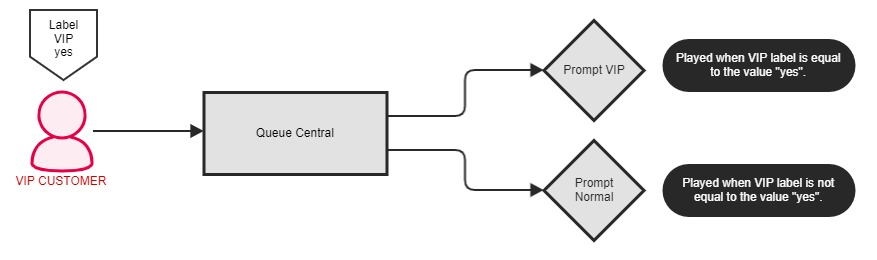 Label
VIP
yes
VIP CUSTOMER
Queue Central
Prompt VIP
Played when VIP label is equal
to the value "yes".
Prompt
Normal
Played when VIP label is not
equal to the value "yes".